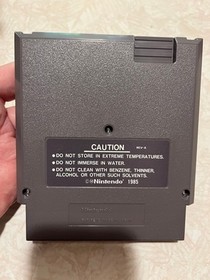 CAUTION
• DO NOT STORE IN EXTREME TEMPERATURES.
• DO NOT IMMERSE IN WATER.
• DO NOT CLEAN WITH BENZENE, THINNER,
ALCOHOL OR OTHER SUCH SOLVENTS.
©®Nintendo 1985